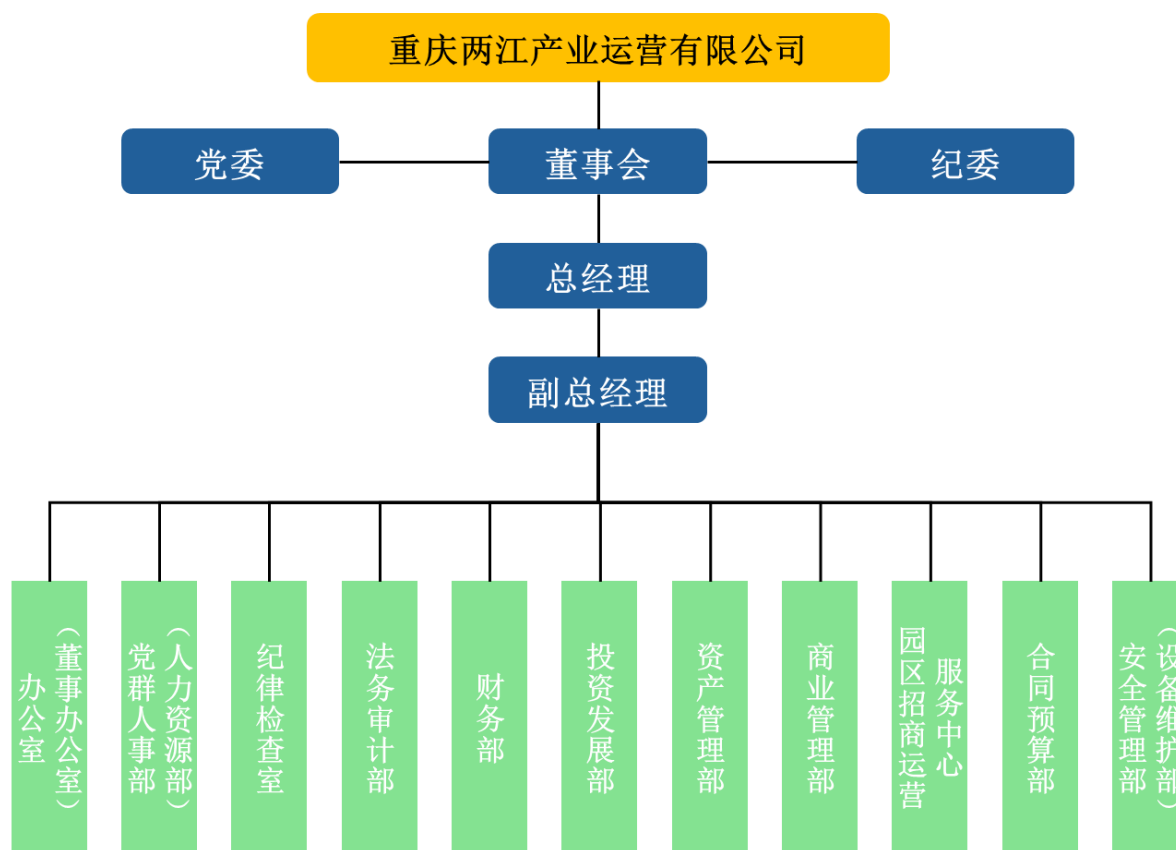 重庆两江产业运营有限公司
党委
董事会
纪委
总经理
副总经理
办公室
（董事办公室）
党群人事部
（人力资源部）
纪律检查室
法务审计部
财务部
投资发展部
资产管理部
商业管理部
园区招商运营
服务中心
合同预算部
安全管理部
（设备维护部）